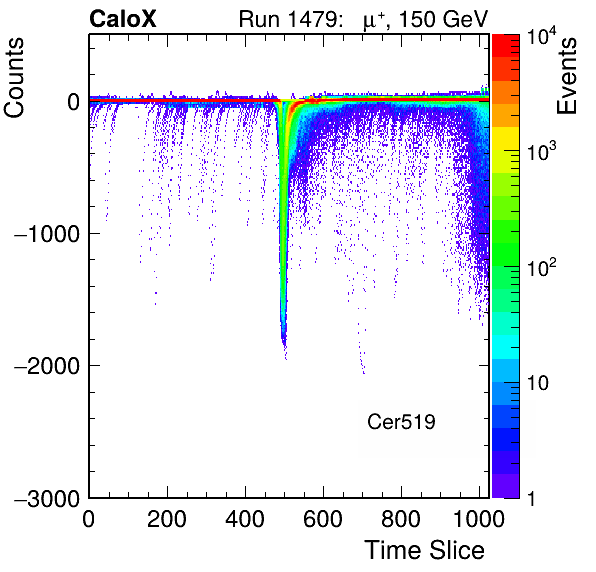 CaloX Run 1479: μ⁺, 150 GeV
Counts
Events
0
−1000
−2000
−3000
10⁴
10³
10²
10
1
Cer519
0 200 400 600 800 1000
Time Slice